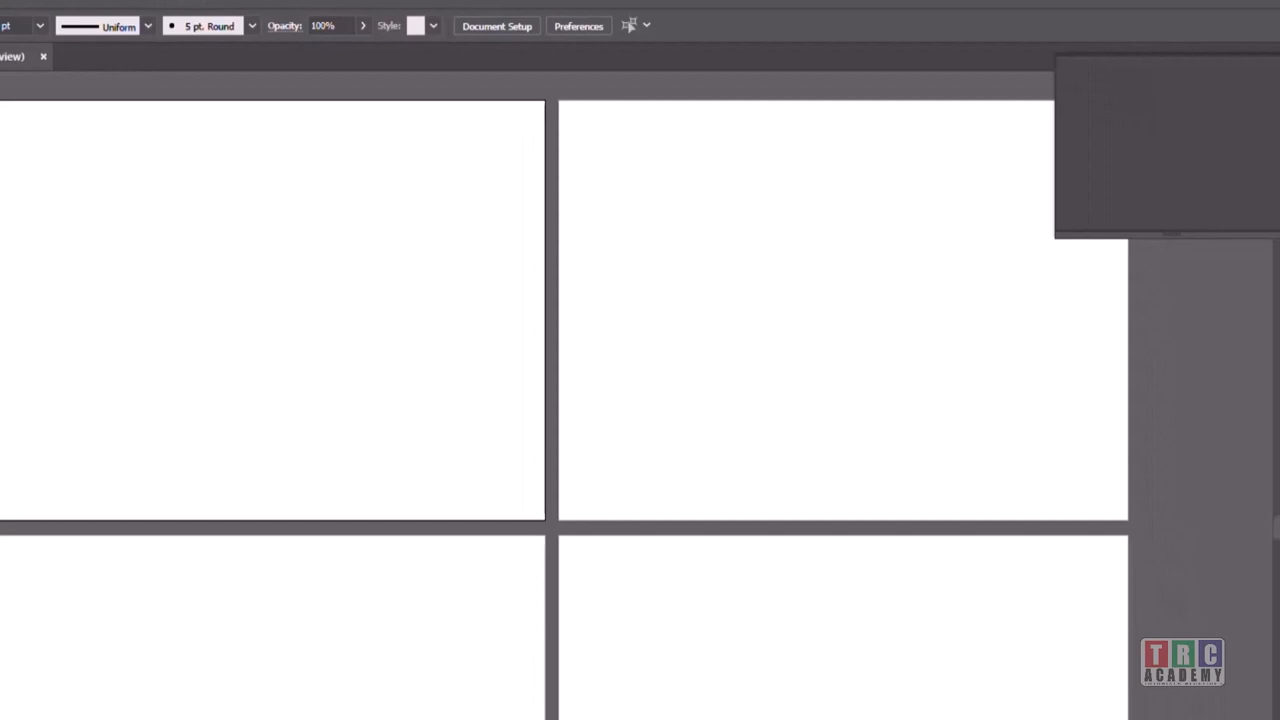 pt Uniform 5 pt. Round Opacity: 100% Style: Document Setup Preferences
view) ×
TRC
ACADEMY